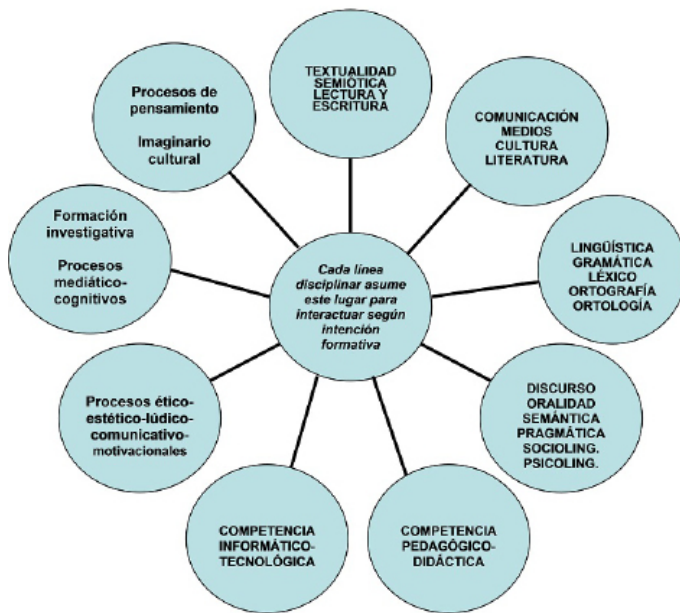 TEXTUALIDAD
SEMIÓTICA
LECTURA Y
ESCRITURA
COMUNICACIÓN
MEDIOS
CULTURA
LITERATURA
LINGÜÍSTICA
GRAMÁTICA
LÉXICO
ORTOGRAFÍA
ORTOLOGÍA
DISCURSO
ORALIDAD
SEMÁNTICA
PRAGMÁTICA
SOCIOLING.
PSICOLING.
COMPETENCIA
PEDAGÓGICO-
DIDÁCTICA
COMPETENCIA
INFORMÁTICO-
TECNOLÓGICA
Procesos ético-
estético-lúdico-
comunicativo-
motivacionales
Formación
investigativa
Procesos
mediático-
cognitivos
Procesos de
pensamiento
Imaginario
cultural
Cada línea
disciplinar asume
este lugar para
interactuar según
intención
formativa